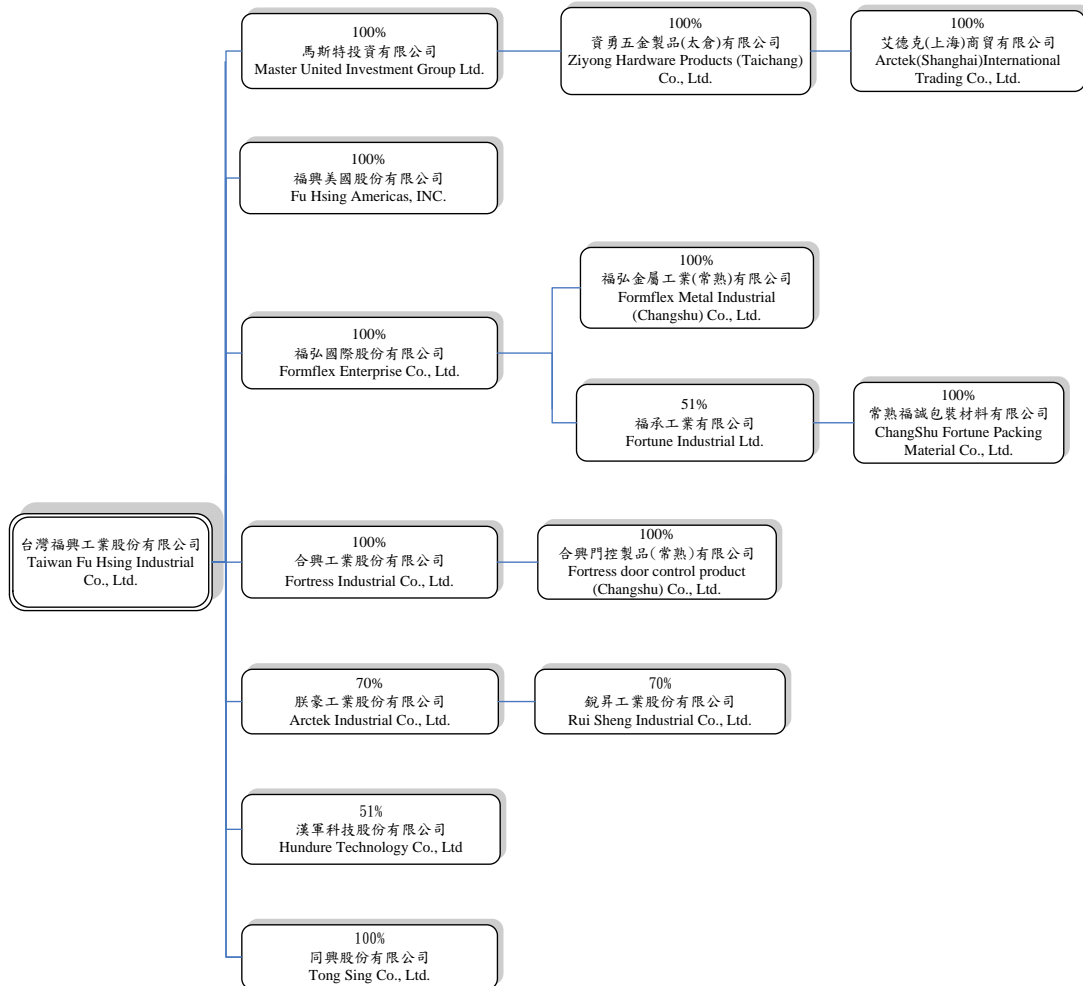 100%
馬斯特投資有限公司
Master United Investment Group Ltd.
100%
資勇五金製品(太倉)有限公司
Ziyong Hardware Products (Taichang)
Co., Ltd.
100%
艾德克(上海)商貿有限公司
Arctek(Shanghai)International
Trading Co., Ltd.
100%
福興美國股份有限公司
Fu Hsing Americas, INC.
100%
福弘金屬工業(常熟)有限公司
Formflex Metal Industrial
(Changshu) Co., Ltd.
100%
福弘國際股份有限公司
Formflex Enterprise Co., Ltd.
51%
福承工業有限公司
Fortune Industrial Ltd.
100%
常熟福誠包裝材料有限公司
ChangShu Fortune Packing
Material Co., Ltd.
台灣福興工業股份有限公司
Taiwan Fu Hsing Industrial
Co., Ltd.
100%
合興工業股份有限公司
Fortress Industrial Co., Ltd.
100%
合興門控製品(常熟)有限公司
Fortress door control product
(Changshu) Co., Ltd.
70%
朕豪工業股份有限公司
Arctek Industrial Co., Ltd.
70%
銳昇工業股份有限公司
Rui Sheng Industrial Co., Ltd.
51%
漢軍科技股份有限公司
Hundure Technology Co., Ltd
100%
同興股份有限公司
Tong Sing Co., Ltd.